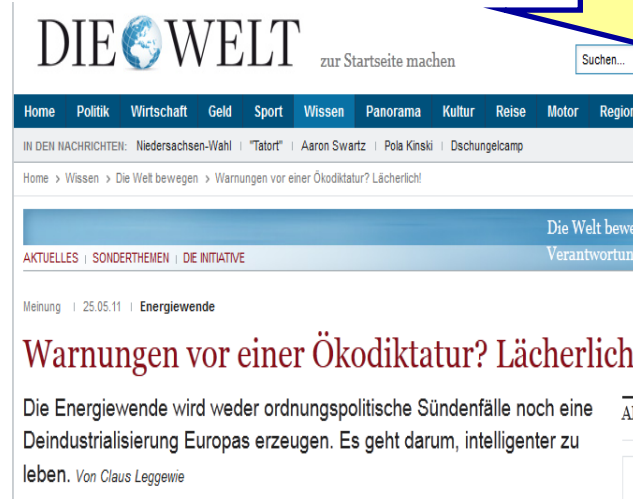 DIE WELT zur Startseite machen Suchen...
Home Politik Wirtschaft Geld Sport Wissen Panorama Kultur Reise Motor Region
IN DEN NACHRICHTEN: Niedersachsen-Wahl | "Tatort" | Aaron Swartz | Pola Kinski | Dschungelcamp
Home > Wissen > Die Welt bewegen > Warnungen vor einer Ökodiktatur? Lächerlich!
Die Welt bewe
AKTUELLES | SONDERTHEMEN | DIE INITIATIVE Verantwortun
Meinung | 25.05.11 | Energiewende
Warnungen vor einer Ökodiktatur? Lächerlich
Die Energiewende wird weder ordnungspolitische Sündenfälle noch eine
Deindustrialisierung Europas erzeugen. Es geht darum, intelligenter zu
leben. Von Claus Leggewie